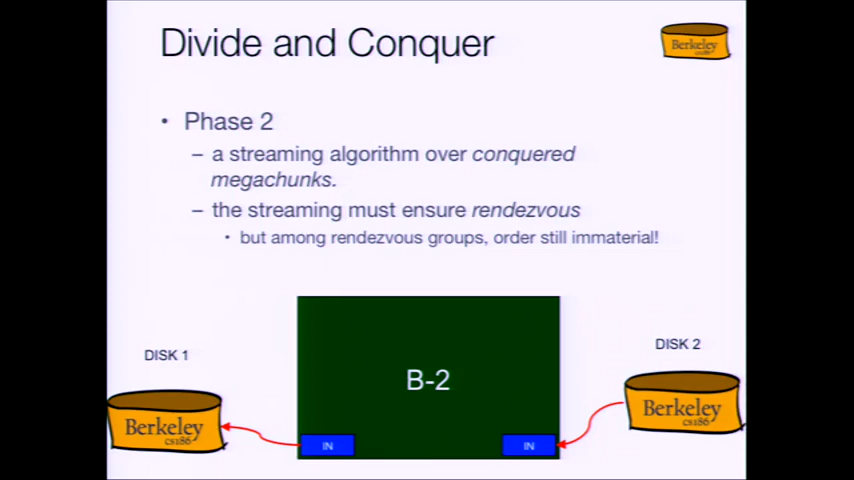 Divide and Conquer
Berkeley
cs186
• Phase 2
– a streaming algorithm over conquered
megachunks.
– the streaming must ensure rendezvous
• but among rendezvous groups, order still immaterial!
DISK 1
DISK 2
B-2
Berkeley
cs186
Berkeley
cs186
IN
IN